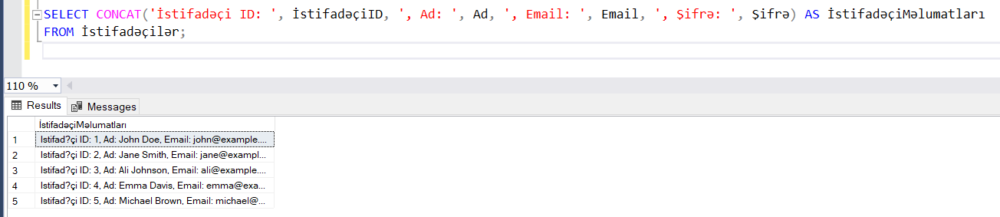 SELECT CONCAT('İstifadəçi ID: ', İstifadəçiID, ', Ad: ', Ad, ', Email: ', Email, ', Şifrə: ', Şifrə) AS İstifadəçiMəlumatları
FROM İstifadəçilər;
110 %
Results Messages
İstifadəçiMəlumatları
1 Istifad?çi ID: 1, Ad: John Doe, Email: john@example....
2 Istifad?çi ID: 2, Ad: Jane Smith, Email: jane@exampl...
3 Istifad?çi ID: 3, Ad: Ali Johnson, Email: ali@example....
4 Istifad?çi ID: 4, Ad: Emma Davis, Email: emma@exa...
5 Istifad?çi ID: 5, Ad: Michael Brown, Email: michael@...